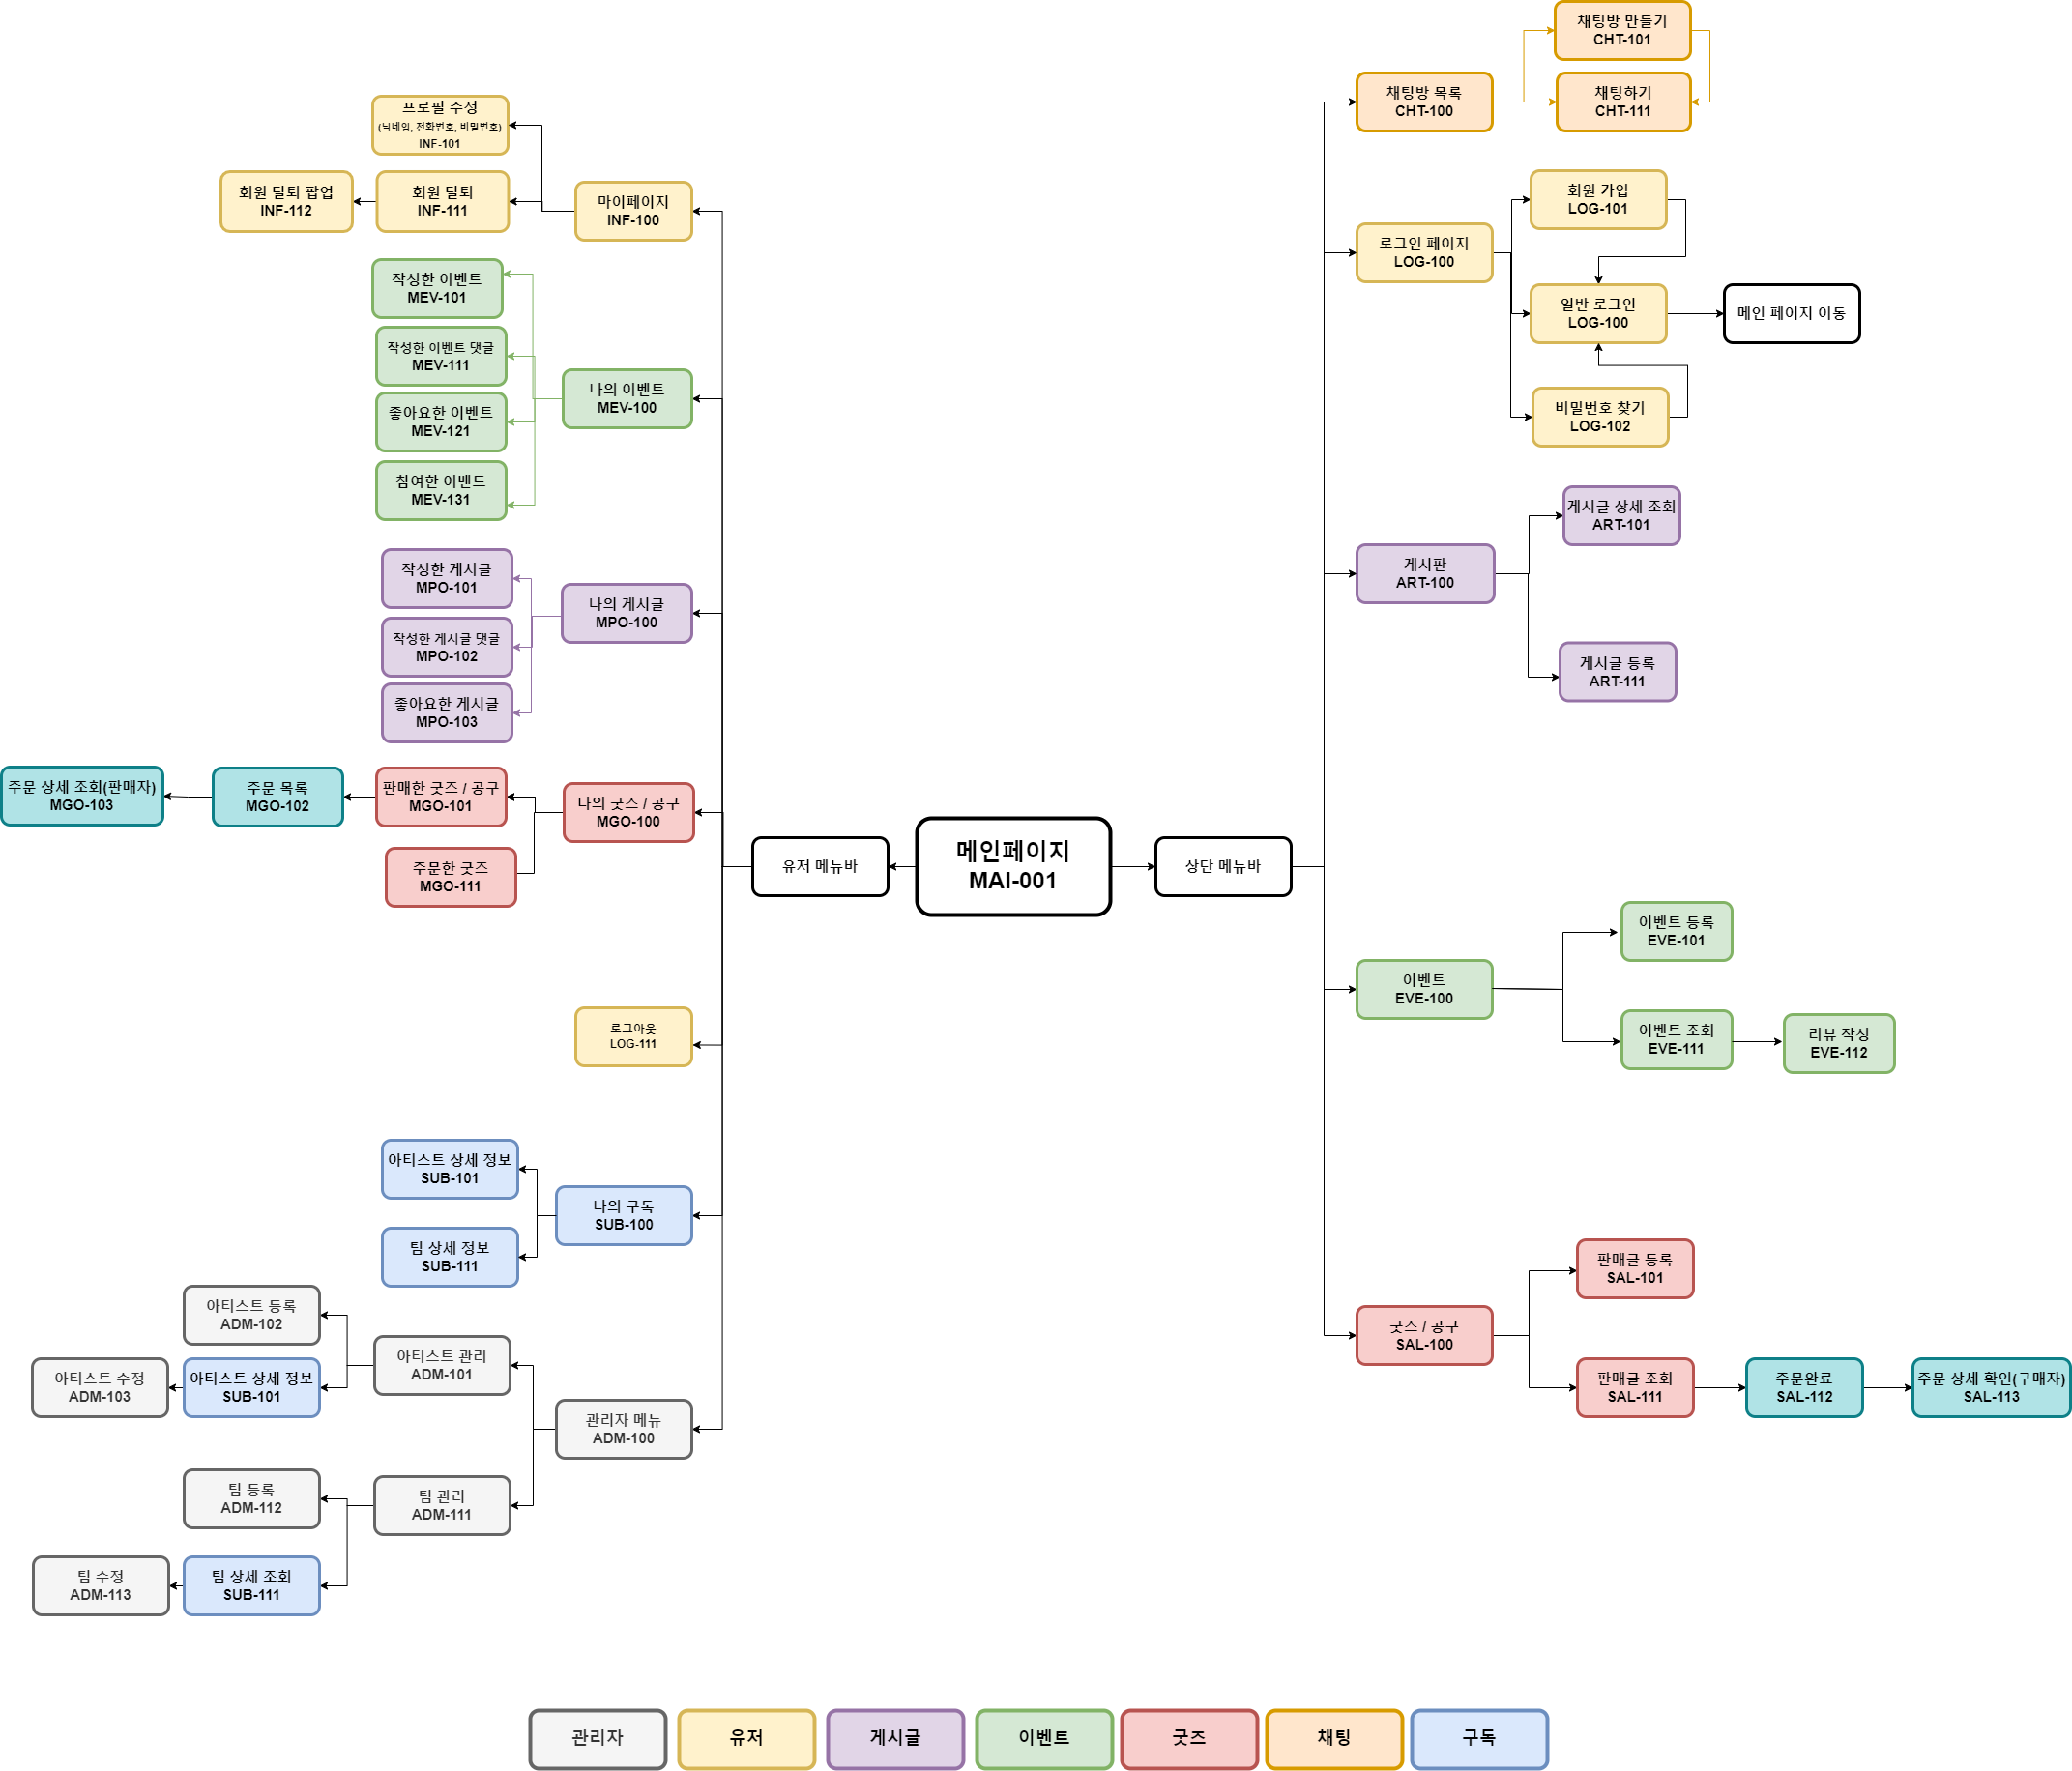 채팅방 만들기
CHT-101
채팅방 목록
CHT-100
채팅하기
CHT-111
프로필 수정
(닉네임, 전화번호, 비밀번호)
INF-101
회원 탈퇴 팝업
INF-112
회원 탈퇴
INF-111
마이페이지
INF-100
회원 가입
LOG-101
로그인 페이지
LOG-100
일반 로그인
LOG-100
메인 페이지 이동
비밀번호 찾기
LOG-102
작성한 이벤트
MEV-101
작성한 이벤트 댓글
MEV-111
나의 이벤트
MEV-100
좋아요한 이벤트
MEV-121
참여한 이벤트
MEV-131
게시글 상세 조회
ART-101
게시판
ART-100
게시글 등록
ART-111
작성한 게시글
MPO-101
나의 게시글
MPO-100
작성한 게시글 댓글
MPO-102
좋아요한 게시글
MPO-103
주문 상세 조회(판매자)
MGO-103
주문 목록
MGO-102
판매한 굿즈 / 공구
MGO-101
나의 굿즈 / 공구
MGO-100
주문한 굿즈
MGO-111
유저 메뉴바
메인페이지
MAI-001
상단 메뉴바
이벤트 등록
EVE-101
이벤트
EVE-100
이벤트 조회
EVE-111
리뷰 작성
EVE-112
로그아웃
LOG-111
아티스트 상세 정보
SUB-101
나의 구독
SUB-100
팀 상세 정보
SUB-111
판매글 등록
SAL-101
굿즈 / 공구
SAL-100
판매글 조회
SAL-111
주문완료
SAL-112
주문 상세 확인(구매자)
SAL-113
아티스트 등록
ADM-102
아티스트 관리
ADM-101
아티스트 수정
ADM-103
아티스트 상세 정보
SUB-101
관리자 메뉴
ADM-100
팀 등록
ADM-112
팀 관리
ADM-111
팀 수정
ADM-113
팀 상세 조회
SUB-111
관리자
유저
게시글
이벤트
굿즈
채팅
구독